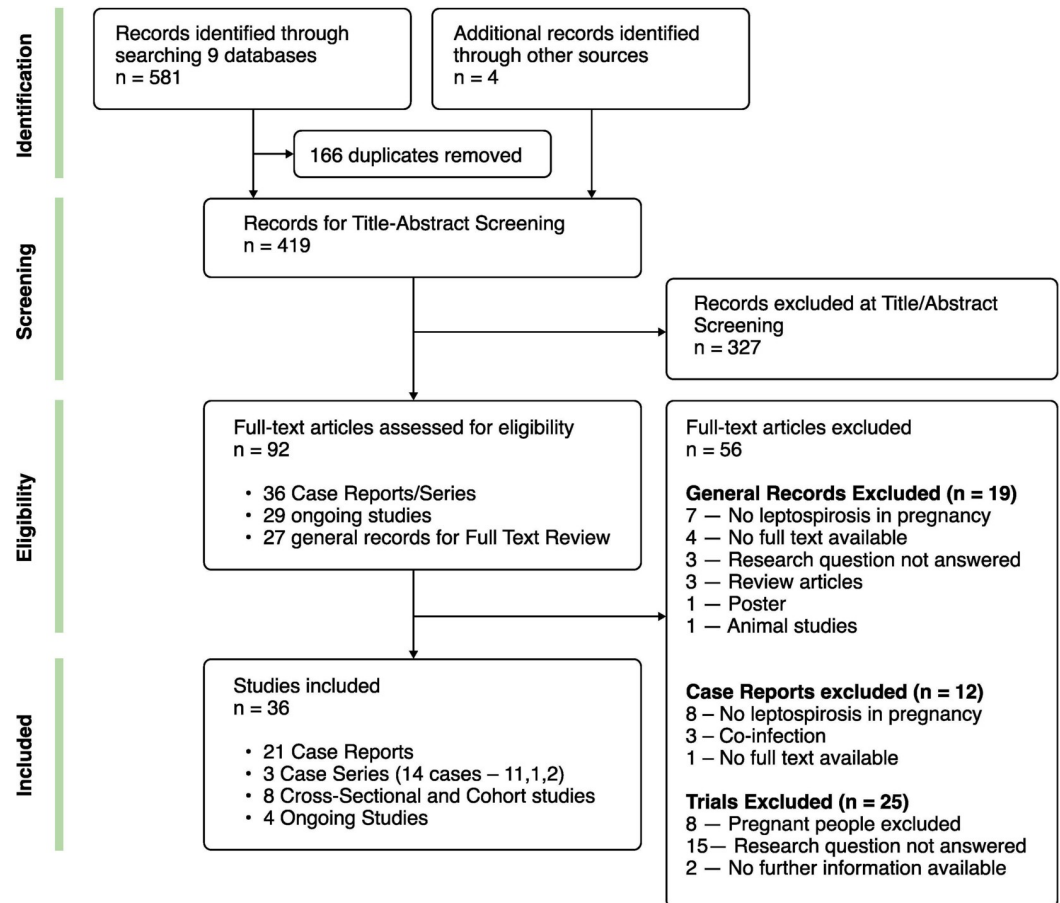 Identification
Records identified through
searching 9 databases
n = 581
Additional records identified
through other sources
n = 4
166 duplicates removed
Screening
Records for Title-Abstract Screening
n = 419
Records excluded at Title/Abstract
Screening
n = 327
Eligibility
Full-text articles assessed for eligibility
n = 92
• 36 Case Reports/Series
• 29 ongoing studies
• 27 general records for Full Text Review
Full-text articles excluded
n = 56
General Records Excluded (n = 19)
7 — No leptospirosis in pregnancy
4 — No full text available
3 — Research question not answered
3 — Review articles
1 — Poster
1 — Animal studies
Case Reports excluded (n = 12)
8 – No leptospirosis in pregnancy
3 – Co-infection
1 – No full text available
Trials Excluded (n = 25)
8 — Pregnant people excluded
15— Research question not answered
2 — No further information available
Included
Studies included
n = 36
• 21 Case Reports
• 3 Case Series (14 cases – 11,1,2)
• 8 Cross-Sectional and Cohort studies
• 4 Ongoing Studies